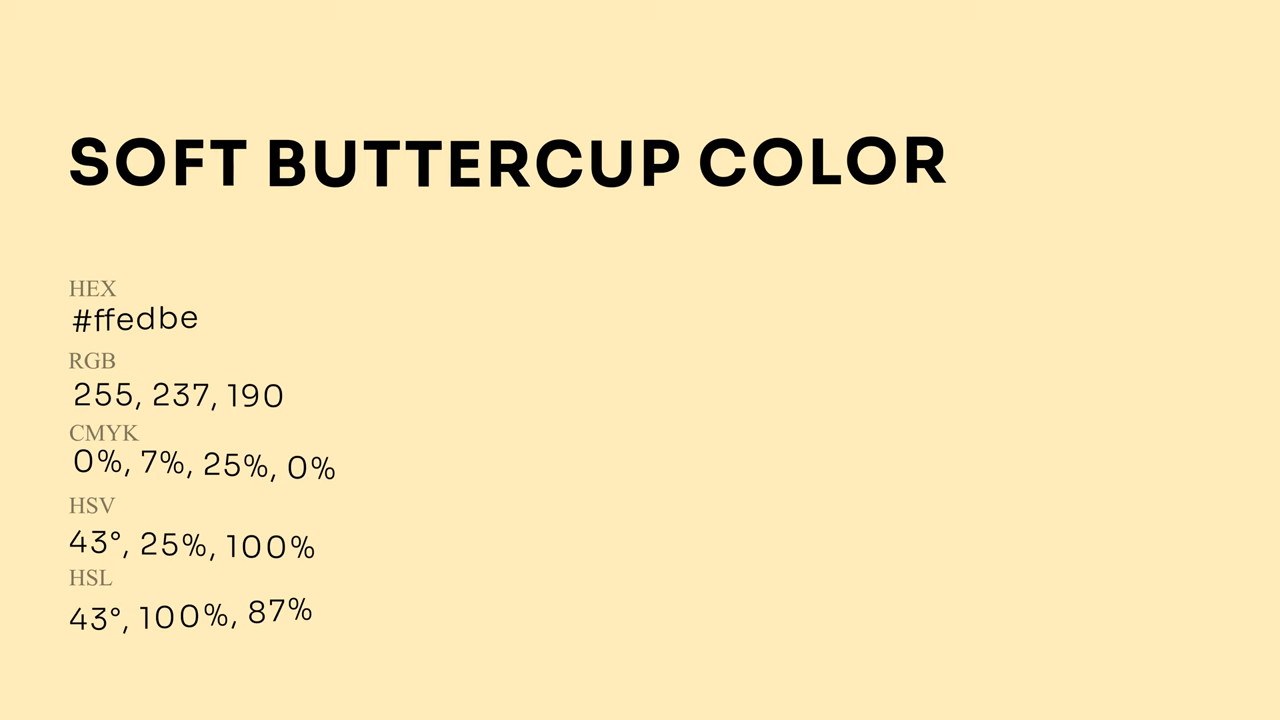 SOFT BUTTERCUP COLOR
HEX
#ffedbe
RGB
255, 237, 190
CMYK
0%, 7%, 25%, 0%
HSV
43°, 25%, 100%
HSL
43°, 100%, 87%